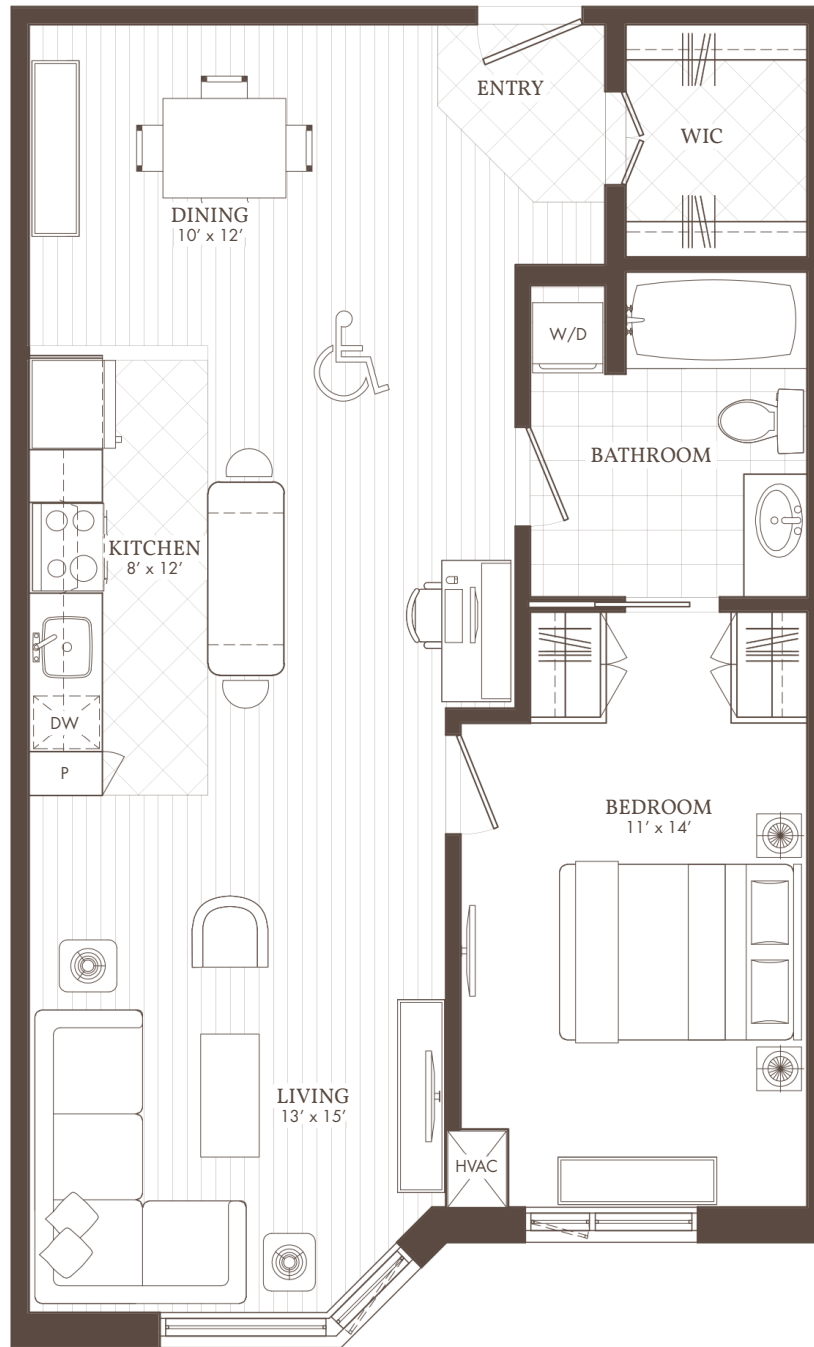 ENTRY
WIC
DINING
10’ x 12’
W/D
BATHROOM
KITCHEN
8’ x 12’
DW
P
BEDROOM
11’ x 14’
LIVING
13’ x 15’
HVAC